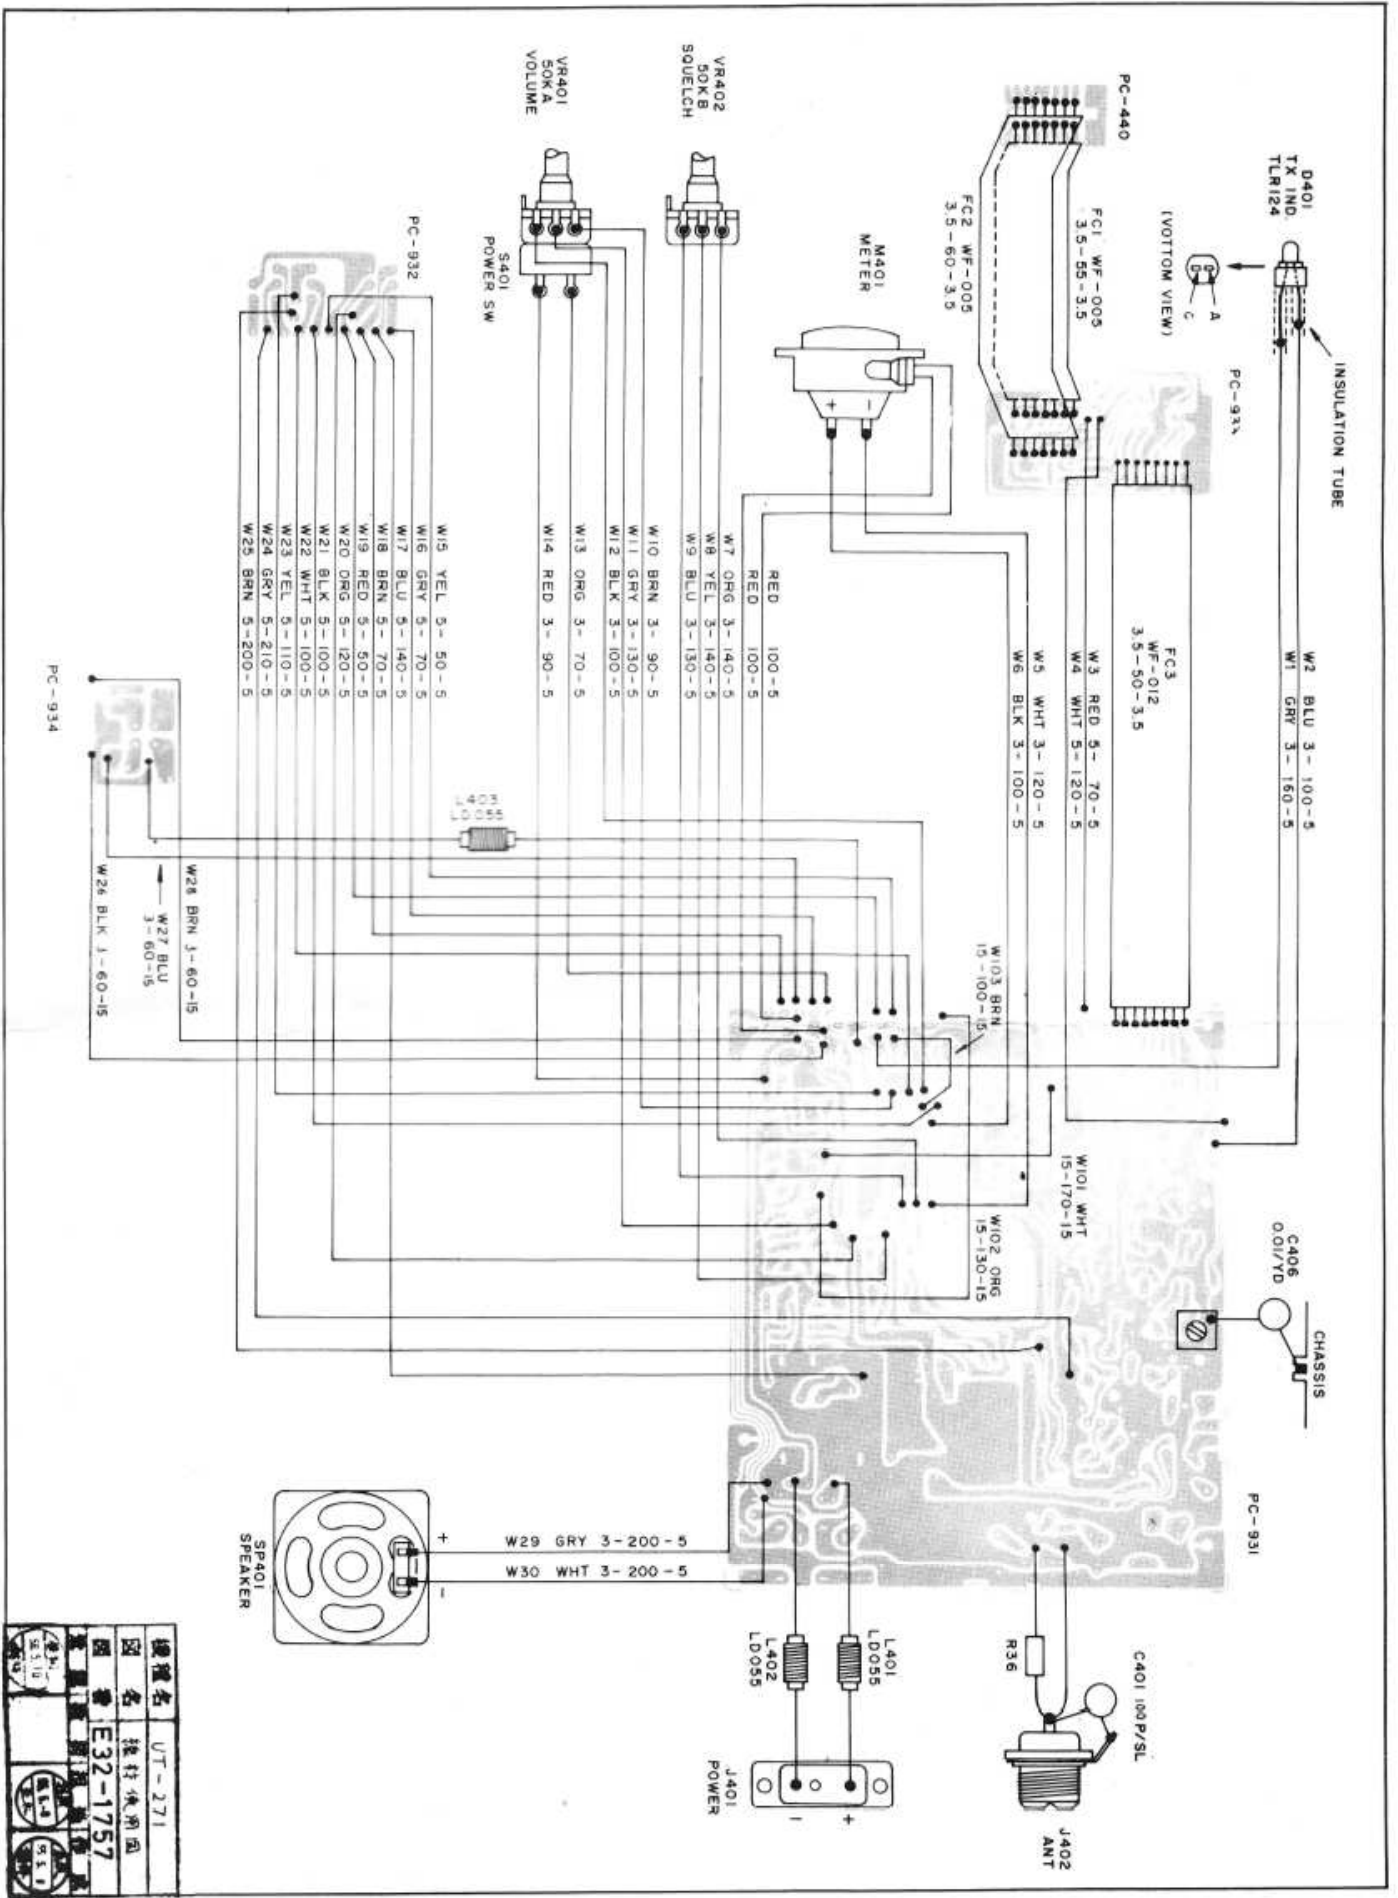 PC-440
D401
TX IND.
TLR124
(VOTTOM VIEW)
A
C
INSULATION TUBE
FC1 WF-005
3.5-55-3.5
FC2 WF-005
3.5-60-3.5
VR402
50KB
SQUELCH
VR401
50KA
VOLUME
S401
POWER SW
M401
METER
+
-
PC-932
W2 BLU 3-100-5
W1 GRY 3-160-5
FC3
WF-012
3.5-50-3.5
W3 RED 5-70-5
W4 WHT 5-120-5
W5 WHT 3-120-5
W6 BLK 3-100-5
RED 100-5
RED 100-5
W7 ORG 3-140-5
W8 YEL 3-140-5
W9 BLU 3-130-5
W10 BRN 3-90-5
W11 GRY 3-130-5
W12 BLK 3-100-5
W13 ORG 3-70-5
W14 RED 3-90-5
W15 YEL 5-50-5
W16 GRY 5-70-5
W17 BLU 5-140-5
W18 BRN 5-70-5
W19 RED 5-50-5
W20 ORG 5-120-5
W21 BLK 5-100-5
W22 WHT 5-100-5
W23 YEL 5-110-5
W24 GRY 5-210-5
W25 BRN 5-200-5
PC-934
L403
LD055
W28 BRN 3-60-15
W27 BLU
3-60-15
W26 BLK 3-60-15
W103 BRN
15-100-15
W101 WHT
15-170-15
W102 ORG
15-130-15
C406
0.01/YD
CHASSIS
PC-931
W29 GRY 3-200-5
W30 WHT 3-200-5
+
-
SP401
SPEAKER
L401
LD055
L402
LD055
R36
C401 100P/SL
J401
POWER
+
-
J402
ANT
機種名 UT-271
図名
図番 E32-1757